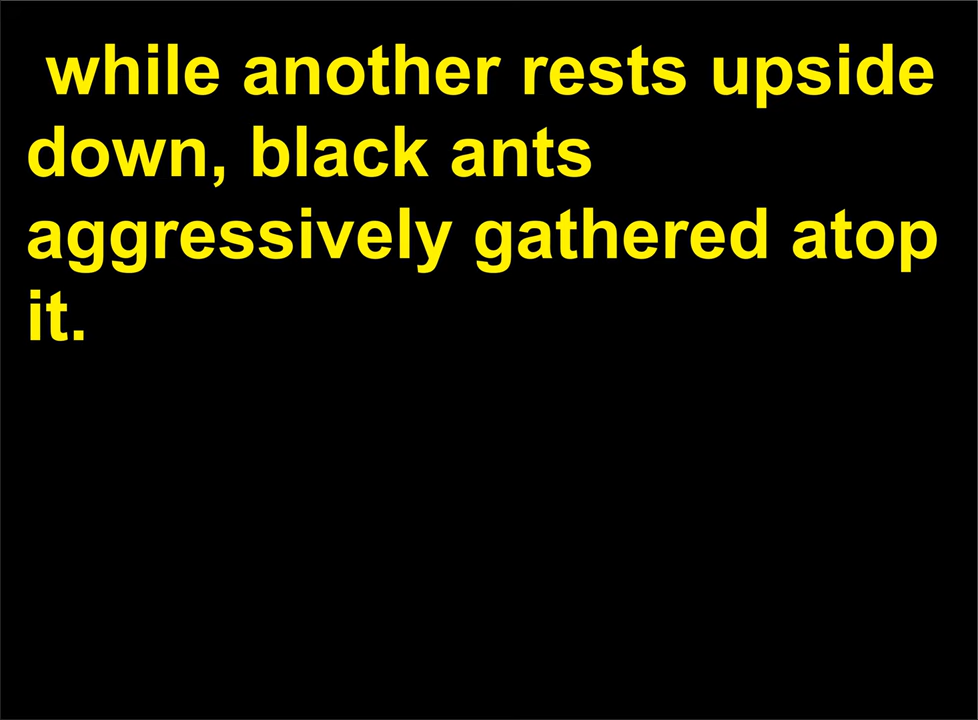 while another rests upside
down, black ants
aggressively gathered atop
it.